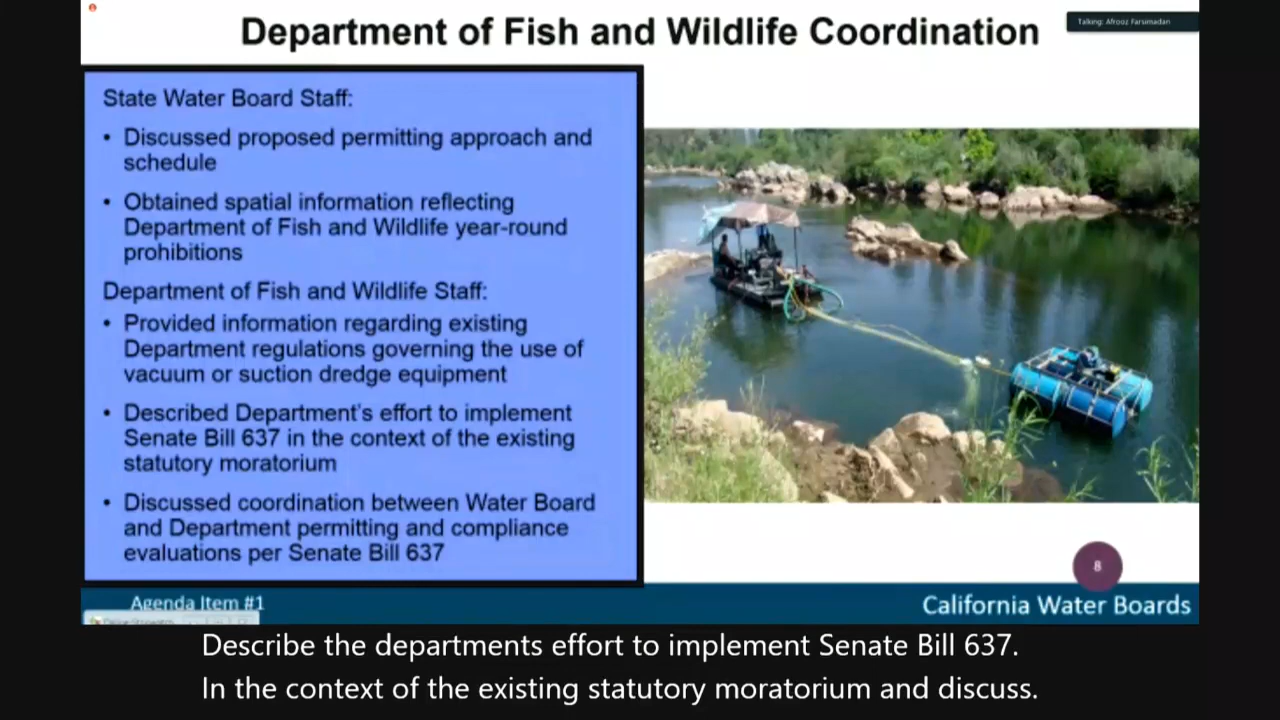 Department of Fish and Wildlife Coordination
Talking: Afrooz Farsimadan
State Water Board Staff:
• Discussed proposed permitting approach and
schedule
• Obtained spatial information reflecting
Department of Fish and Wildlife year-round
prohibitions
Department of Fish and Wildlife Staff:
• Provided information regarding existing
Department regulations governing the use of
vacuum or suction dredge equipment
• Described Department's effort to implement
Senate Bill 637 in the context of the existing
statutory moratorium
• Discussed coordination between Water Board
and Department permitting and compliance
evaluations per Senate Bill 637
8
Agenda Item #1
California Water Boards
Describe the departments effort to implement Senate Bill 637.
In the context of the existing statutory moratorium and discuss.